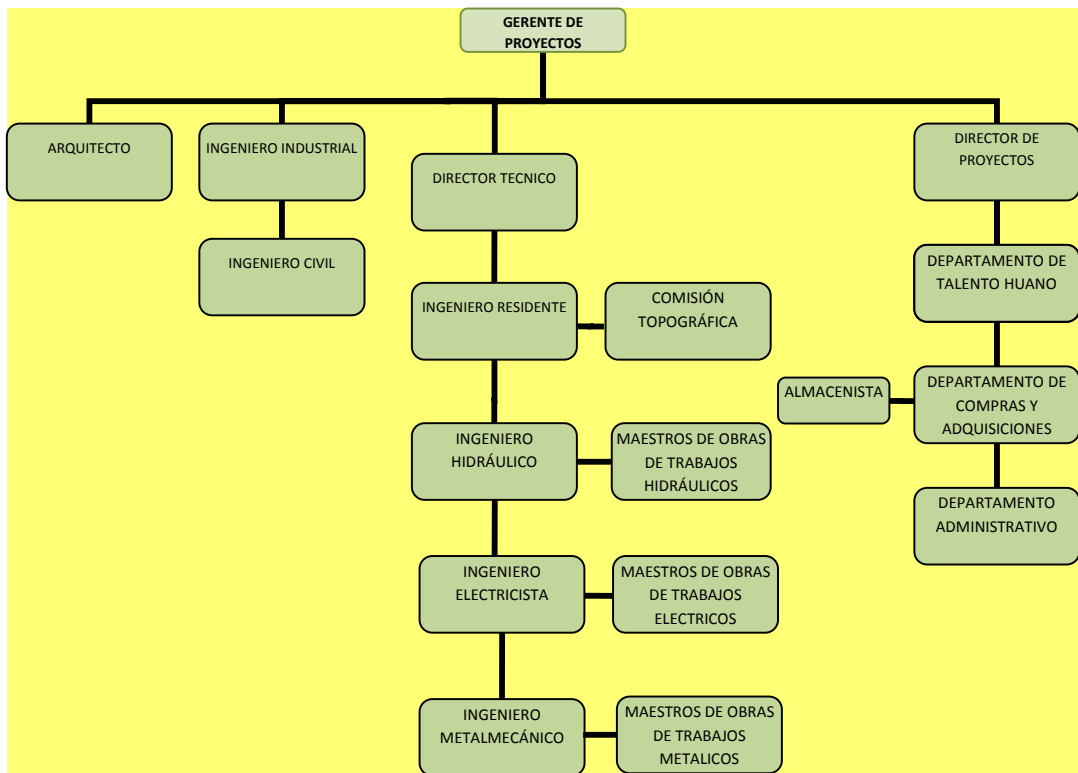 GERENTE DE
PROYECTOS
ARQUITECTO
INGENIERO INDUSTRIAL
DIRECTOR TECNICO
DIRECTOR DE
PROYECTOS
INGENIERO CIVIL
DEPARTAMENTO DE
TALENTO HUANO
INGENIERO RESIDENTE
COMISIÓN
TOPOGRÁFICA
ALMACENISTA
DEPARTAMENTO DE
COMPRAS Y
ADQUISICIONES
INGENIERO
HIDRÁULICO
MAESTROS DE OBRAS
DE TRABAJOS
HIDRÁULICOS
DEPARTAMENTO
ADMINISTRATIVO
INGENIERO
ELECTRICISTA
MAESTROS DE OBRAS
DE TRABAJOS
ELECTRICOS
INGENIERO
METALMECÁNICO
MAESTROS DE OBRAS
DE TRABAJOS
METALICOS